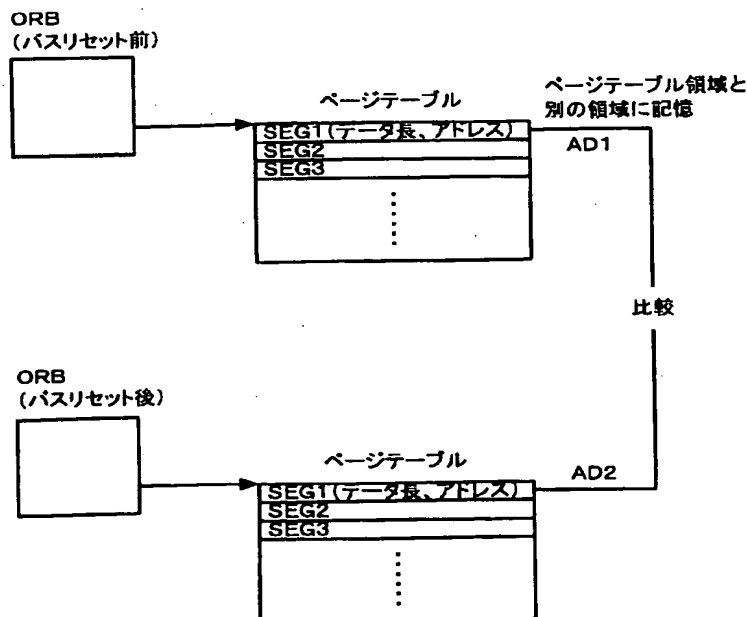 ORB
(バスリセット前)
ページテーブル
SEG1(データ長、アドレス)
SEG2
SEG3
ページテーブル領域と
別の領域に記憶
AD1
比較
ORB
(バスリセット後)
ページテーブル
SEG1(データ長、アドレス)
SEG2
SEG3
AD2